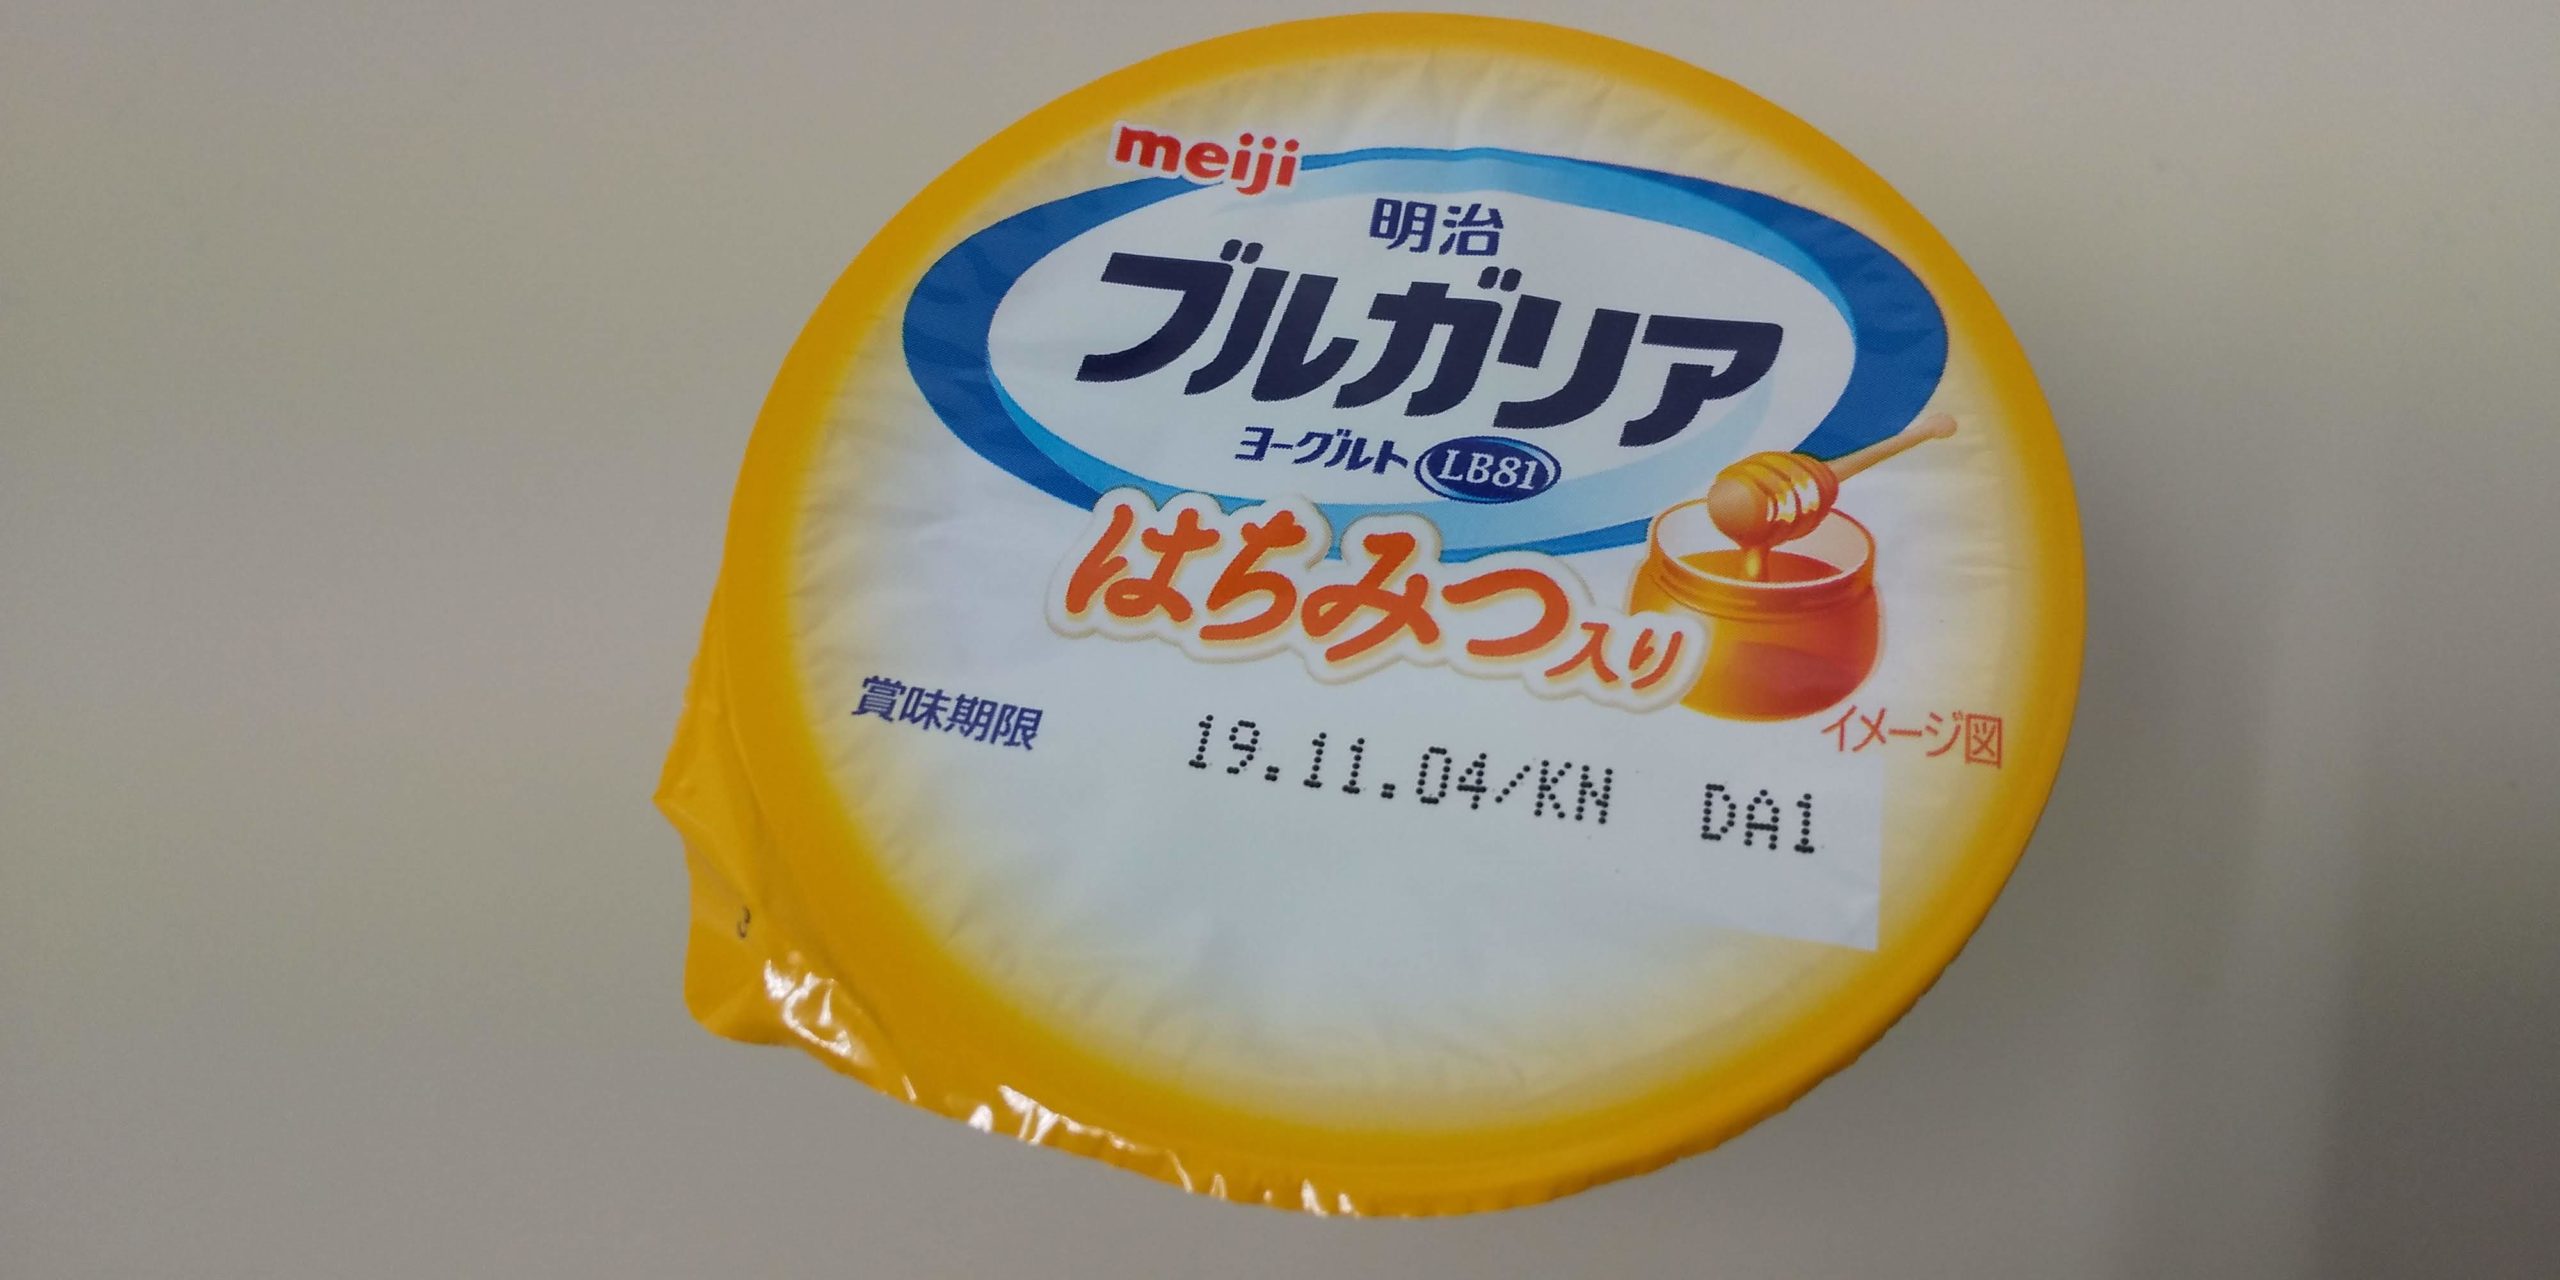 meiji
明治
ブルガリア
ヨーグルト LB81
はちみつ入り
イメージ図
賞味期限 19.11.04/KN DA1
3